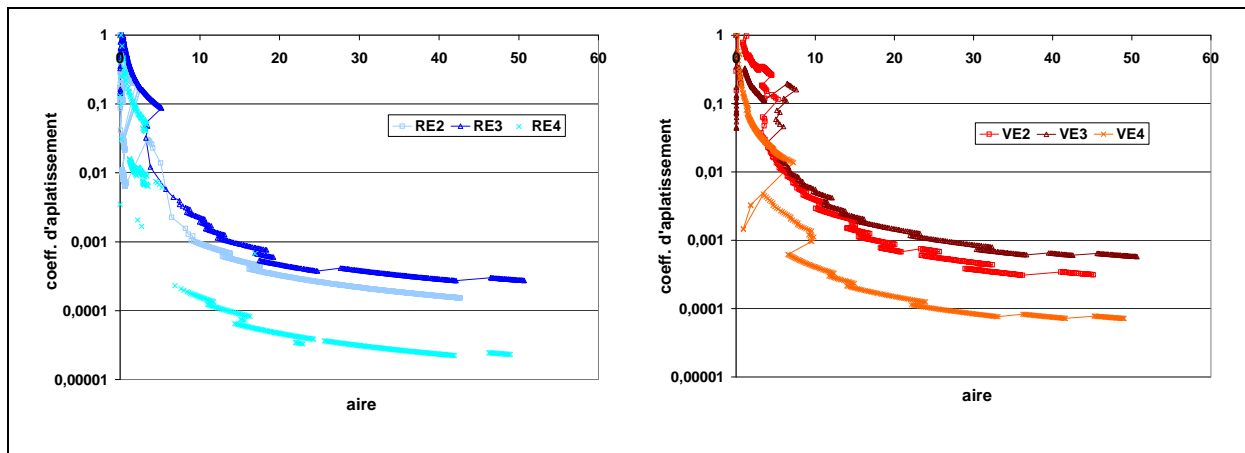 1
0 10 20 30 40 50 60
0,1
RE2 RE3 RE4
0,01
0,001
0,0001
0,00001
coeff. d'aplatissement
aire
1
0 10 20 30 40 50 60
0,1
VE2 VE3 VE4
0,01
0,001
0,0001
0,00001
coeff. d'aplatissement
aire